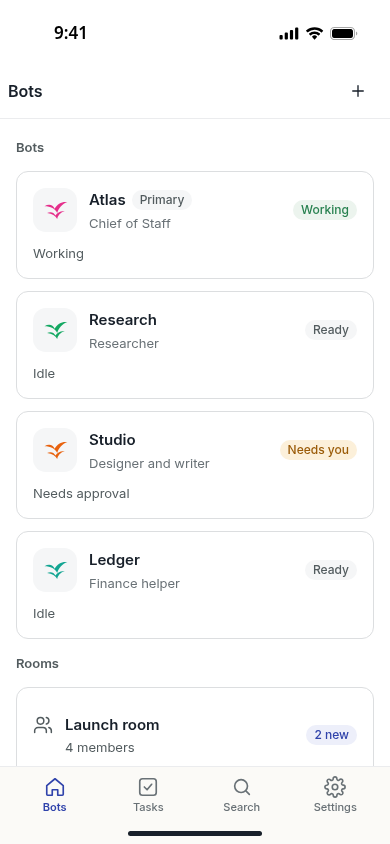 9:41
Bots
Bots
Atlas Primary
Chief of Staff
Working
Working
Research
Researcher
Ready
Idle
Studio
Designer and writer
Needs you
Needs approval
Ledger
Finance helper
Ready
Idle
Rooms
Launch room
4 members
2 new
Bots Tasks Search Settings